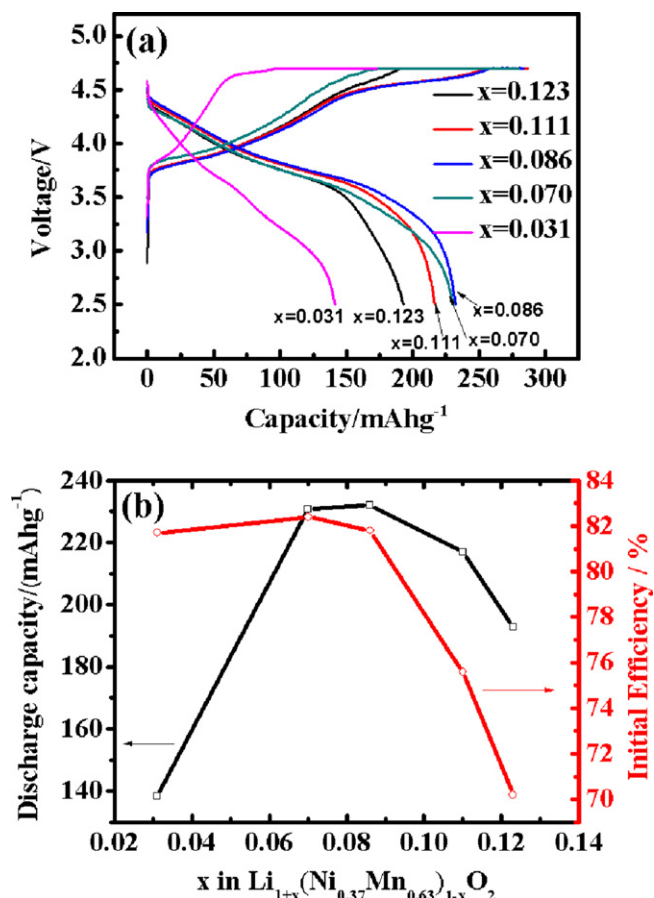 (a)
Voltage/V
4.5
4.0
3.5
3.0
2.5
2.0
x=0.123
x=0.111
x=0.086
x=0.070
x=0.031
x=0.031
x=0.123
x=0.086
x=0.070
x=0.111
0
50
100
150
200
250
300
Capacity/mAhg⁻¹
(b)
Discharge capacity/(mAhg⁻¹)
240
220
200
180
160
140
84
82
80
78
76
74
72
70
Initial Efficiency / %
0.02
0.04
0.06
0.08
0.10
0.12
0.14
x in Li₁₊ₓ(Ni₀.₃₇Mn₀.₆₃)₁₋ₓO₂